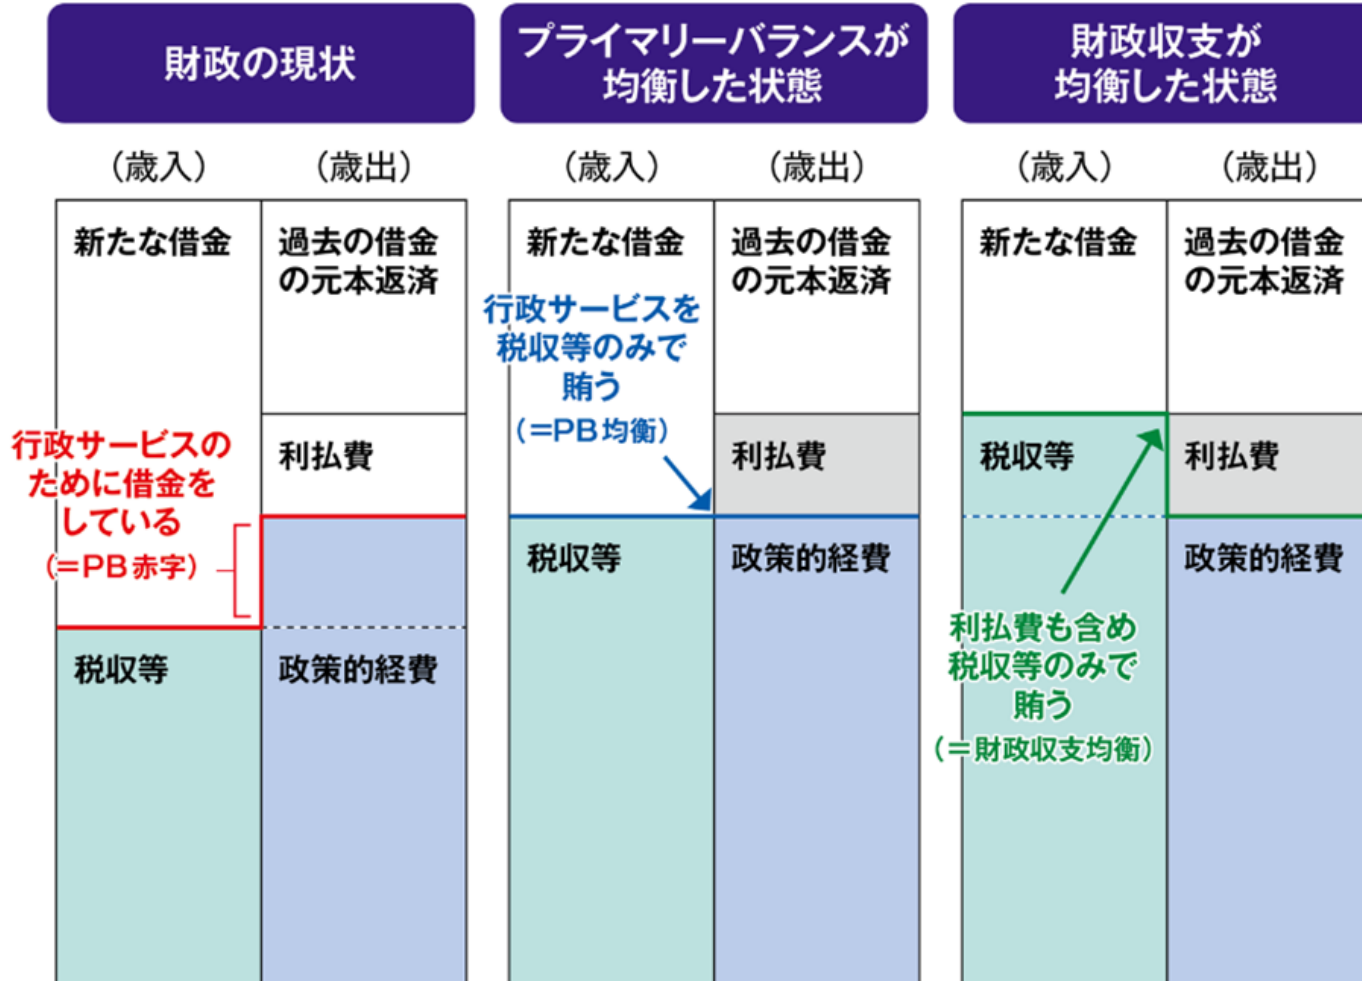 財政の現状
(歳入)
(歳出)
新たな借金
過去の借金
の元本返済
利払費
行政サービスの
ために借金を
している
(=PB赤字)
税収等
政策的経費
プライマリーバランスが
均衡した状態
(歳入)
(歳出)
新たな借金
過去の借金
の元本返済
行政サービスを
税収等のみで
賄う
(=PB均衡)
利払費
税収等
政策的経費
財政収支が
均衡した状態
(歳入)
(歳出)
新たな借金
過去の借金
の元本返済
税収等
利払費
政策的経費
利払費も含め
税収等のみで
賄う
(=財政収支均衡)